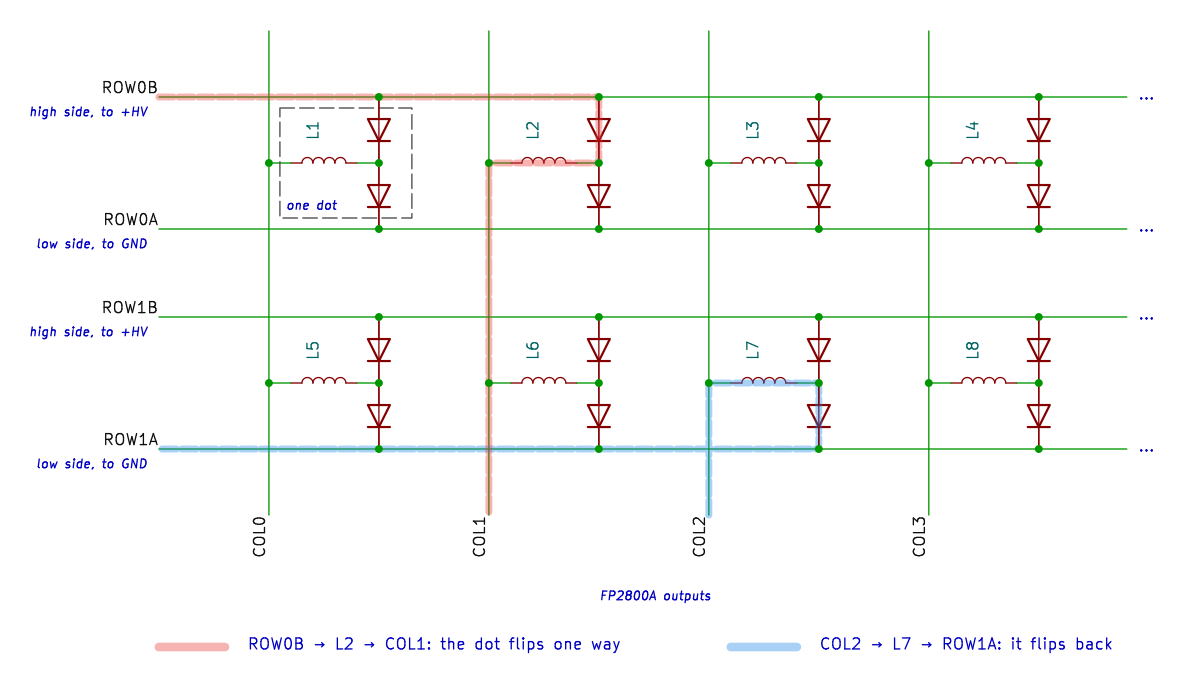 ROW0B
high side, to +HV
L1
L2
L3
L4
...
one dot
ROW0A
low side, to GND
...
ROW1B
high side, to +HV
...
L5
L6
L7
L8
ROW1A
low side, to GND
...
COL0
COL1
COL2
COL3
FP2800A outputs
ROW0B → L2 → COL1: the dot flips one way
COL2 → L7 → ROW1A: it flips back